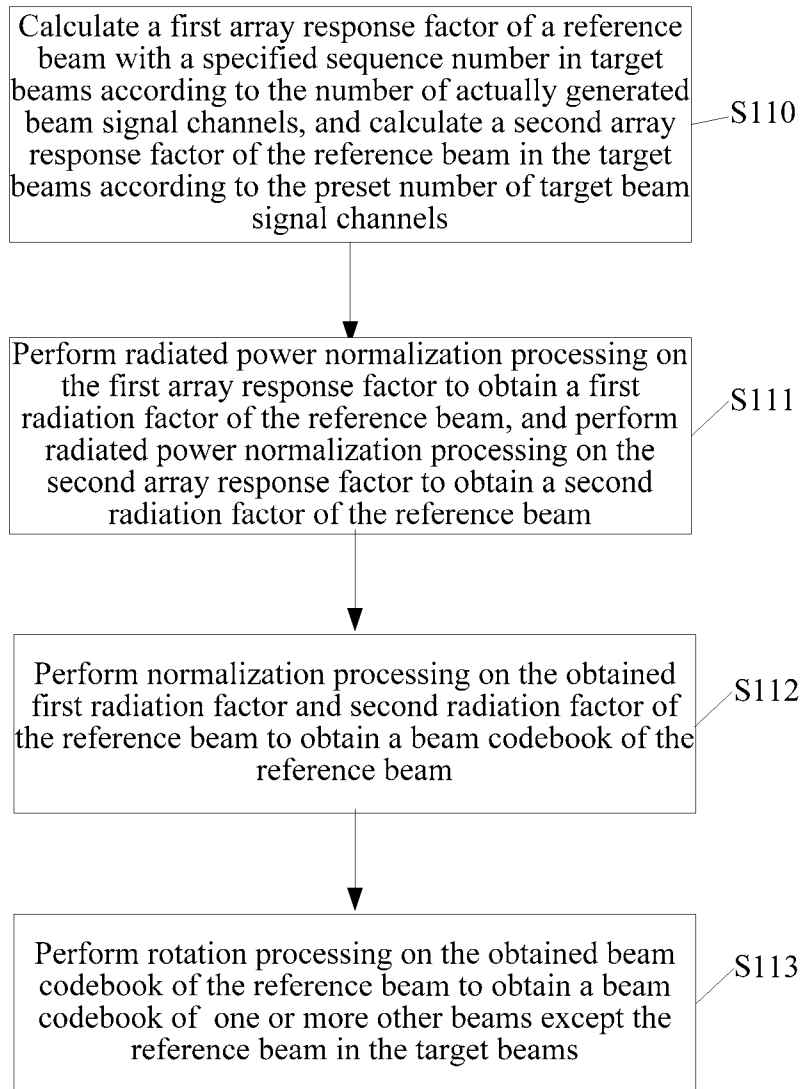 Calculate a first array response factor of a reference
beam with a specified sequence number in target
beams according to the number of actually generated
beam signal channels, and calculate a second array
response factor of the reference beam in the target
beams according to the preset number of target beam
signal channels
S110
Perform radiated power normalization processing on
the first array response factor to obtain a first
radiation factor of the reference beam, and perform
radiated power normalization processing on the
second array response factor to obtain a second
radiation factor of the reference beam
S111
Perform normalization processing on the obtained
first radiation factor and second radiation factor of
the reference beam to obtain a beam codebook of the
reference beam
S112
Perform rotation processing on the obtained beam
codebook of the reference beam to obtain a beam
codebook of one or more other beams except the
reference beam in the target beams
S113